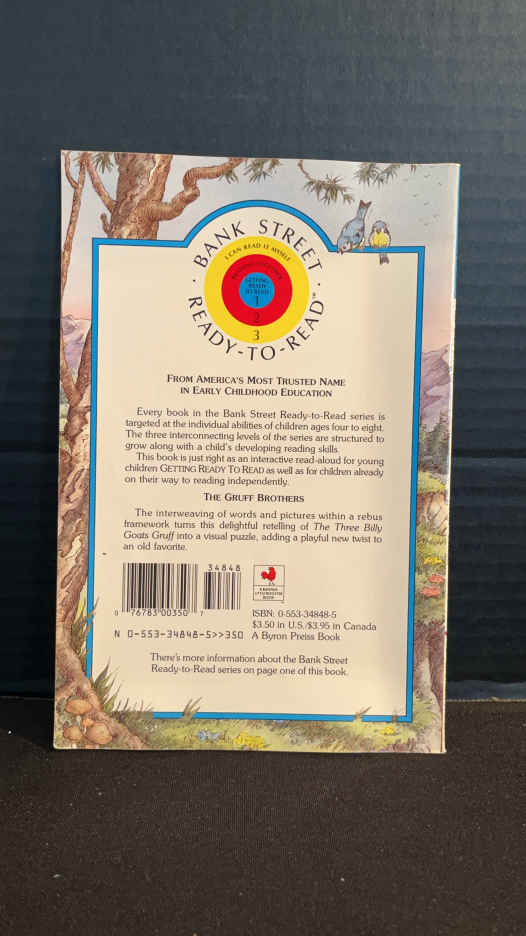 BANK STREET
READY-TO-READ™
I CAN READ IT MYSELF
GETTING
READY
TO READ
1
2
3
FROM AMERICA'S MOST TRUSTED NAME
IN EARLY CHILDHOOD EDUCATION
Every book in the Bank Street Ready-to-Read series is
targeted at the individual abilities of children ages four to eight.
The three interconnecting levels of the series are structured to
grow along with a child's developing reading skills.
This book is just right as an interactive read-aloud for young
children GETTING READY TO READ as well as for children already
on their way to reading independently.
THE GRUFF BROTHERS
The interweaving of words and pictures within a rebus
framework turns this delightful retelling of The Three Billy
Goats Gruff into a visual puzzle, adding a playful new twist to
an old favorite.
34848
0 76783 00350 7
N 0-553-34848-5>>350
ISBN: 0-553-34848-5
$3.50 in U.S./$3.95 in Canada
A Byron Preiss Book
There's more information about the Bank Street
Ready-to-Read series on page one of this book.